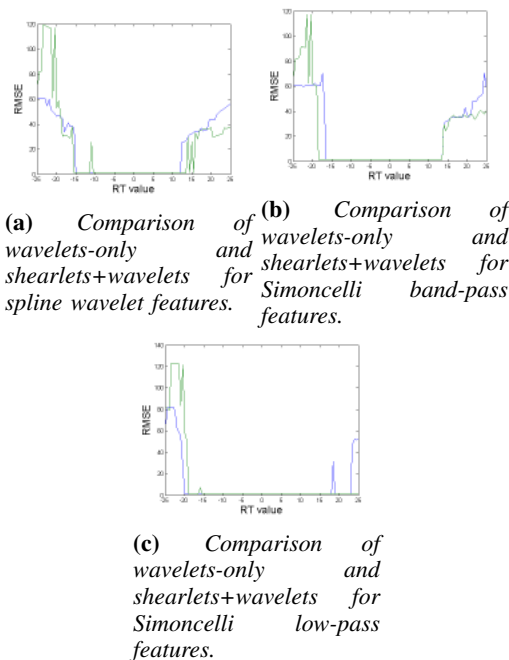 120
100
80
60
40
20
0
RMSE
-25 -20 -15 -10 -5 0 5 10 15 20 25
RT value
(a) Comparison of
wavelets-only and
shearlets+wavelets for
spline wavelet features.
120
100
80
60
40
20
0
RMSE
-25 -20 -15 -10 -5 0 5 10 15 20 25
RT value
(b) Comparison of
wavelets-only and
shearlets+wavelets for
Simoncelli band-pass
features.
140
120
100
80
60
40
20
0
RMSE
-25 -20 -15 -10 -5 0 5 10 15 20 25
RT value
(c) Comparison of
wavelets-only and
shearlets+wavelets for
Simoncelli low-pass
features.